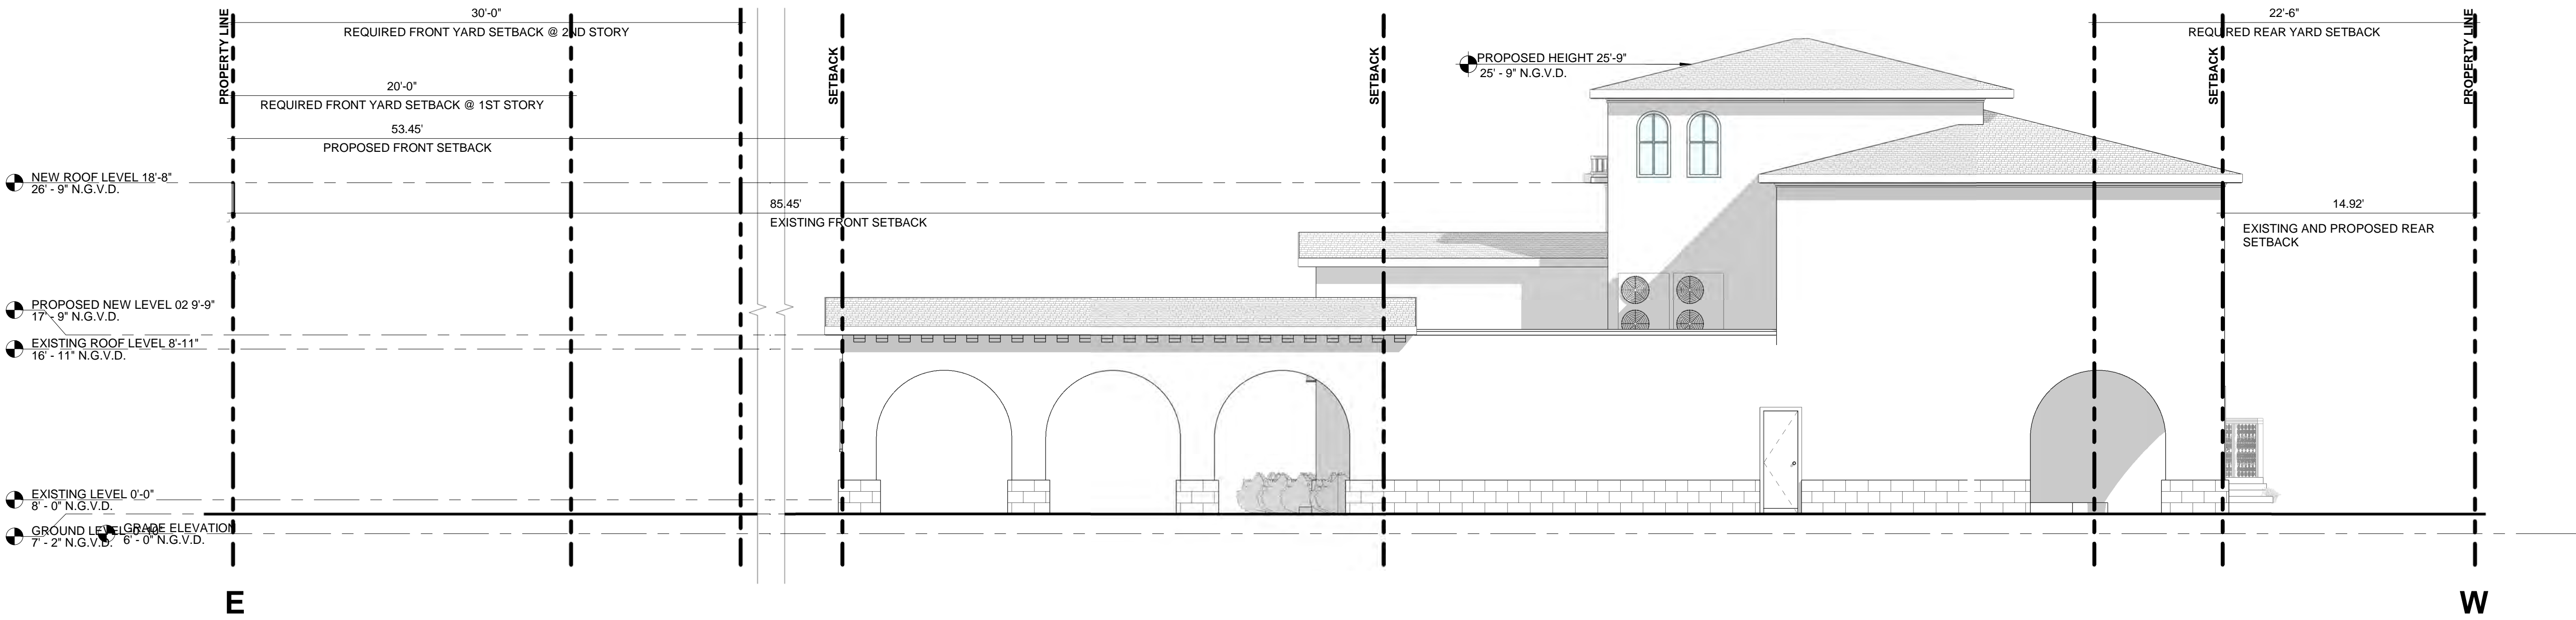 30'-0"
REQUIRED FRONT YARD SETBACK @ 2ND STORY
PROPERTY LINE
20'-0"
REQUIRED FRONT YARD SETBACK @ 1ST STORY
53.45'
PROPOSED FRONT SETBACK
SETBACK
SETBACK
PROPOSED HEIGHT 25'-9"
25' - 9" N.G.V.D.
22'-6"
REQUIRED REAR YARD SETBACK
SETBACK
PROPERTY LINE
NEW ROOF LEVEL 18'-8"
26' - 9" N.G.V.D.
85.45'
EXISTING FRONT SETBACK
14.92'
EXISTING AND PROPOSED REAR
SETBACK
PROPOSED NEW LEVEL 02 9'-9"
17' - 9" N.G.V.D.
EXISTING ROOF LEVEL 8'-11"
16' - 11" N.G.V.D.
EXISTING LEVEL 0'-0"
8' - 0" N.G.V.D.
GROUND LEVEL
7' - 2" N.G.V.D.
GRADE ELEVATION
6' - 0" N.G.V.D.
E
W